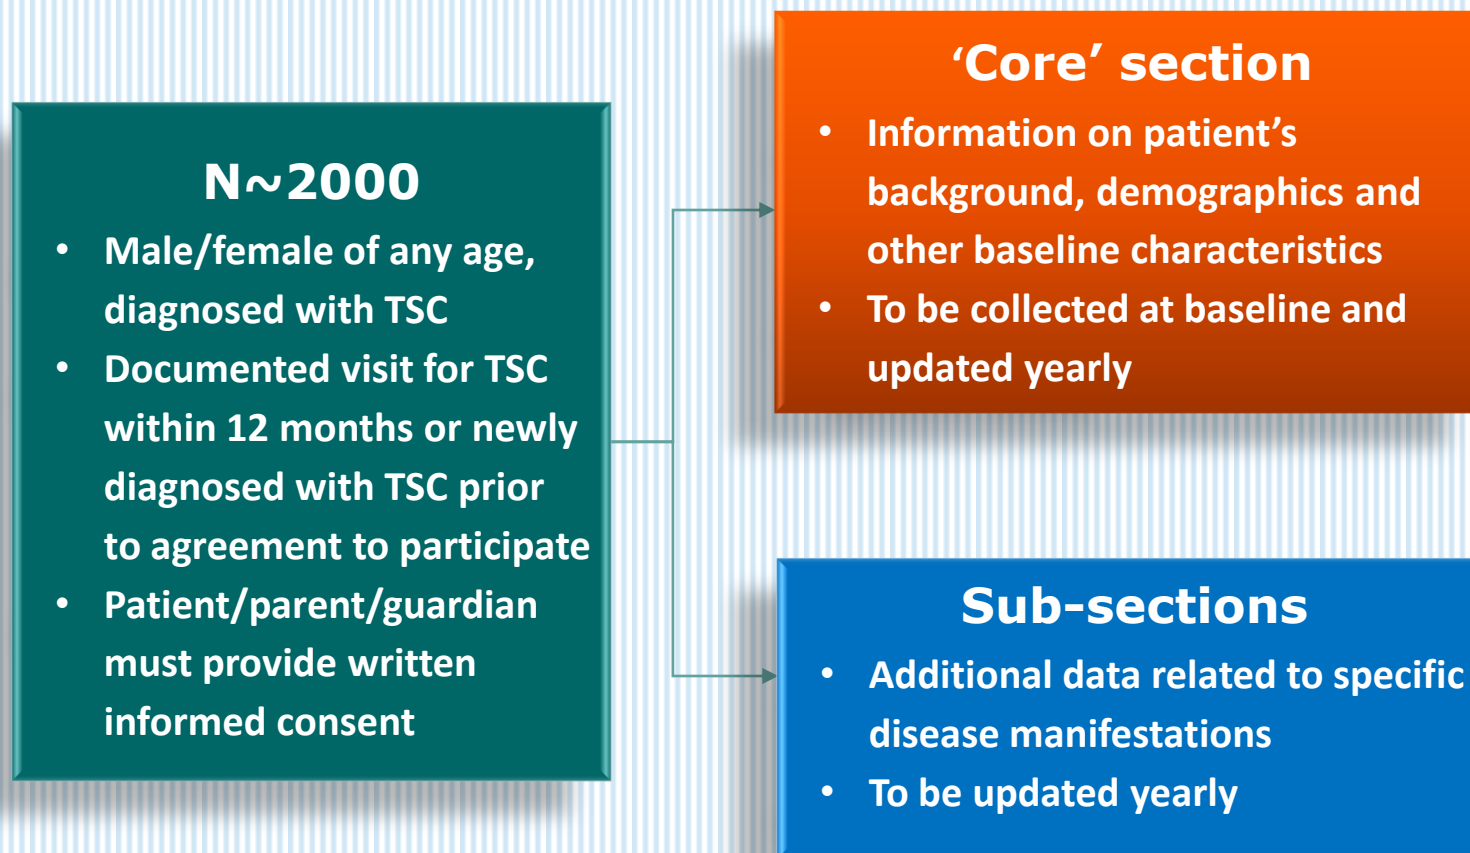 N~2000
• Male/female of any age,
diagnosed with TSC
• Documented visit for TSC
within 12 months or newly
diagnosed with TSC prior
to agreement to participate
• Patient/parent/guardian
must provide written
informed consent
‘Core’ section
• Information on patient’s
background, demographics and
other baseline characteristics
• To be collected at baseline and
updated yearly
Sub-sections
• Additional data related to specific
disease manifestations
• To be updated yearly